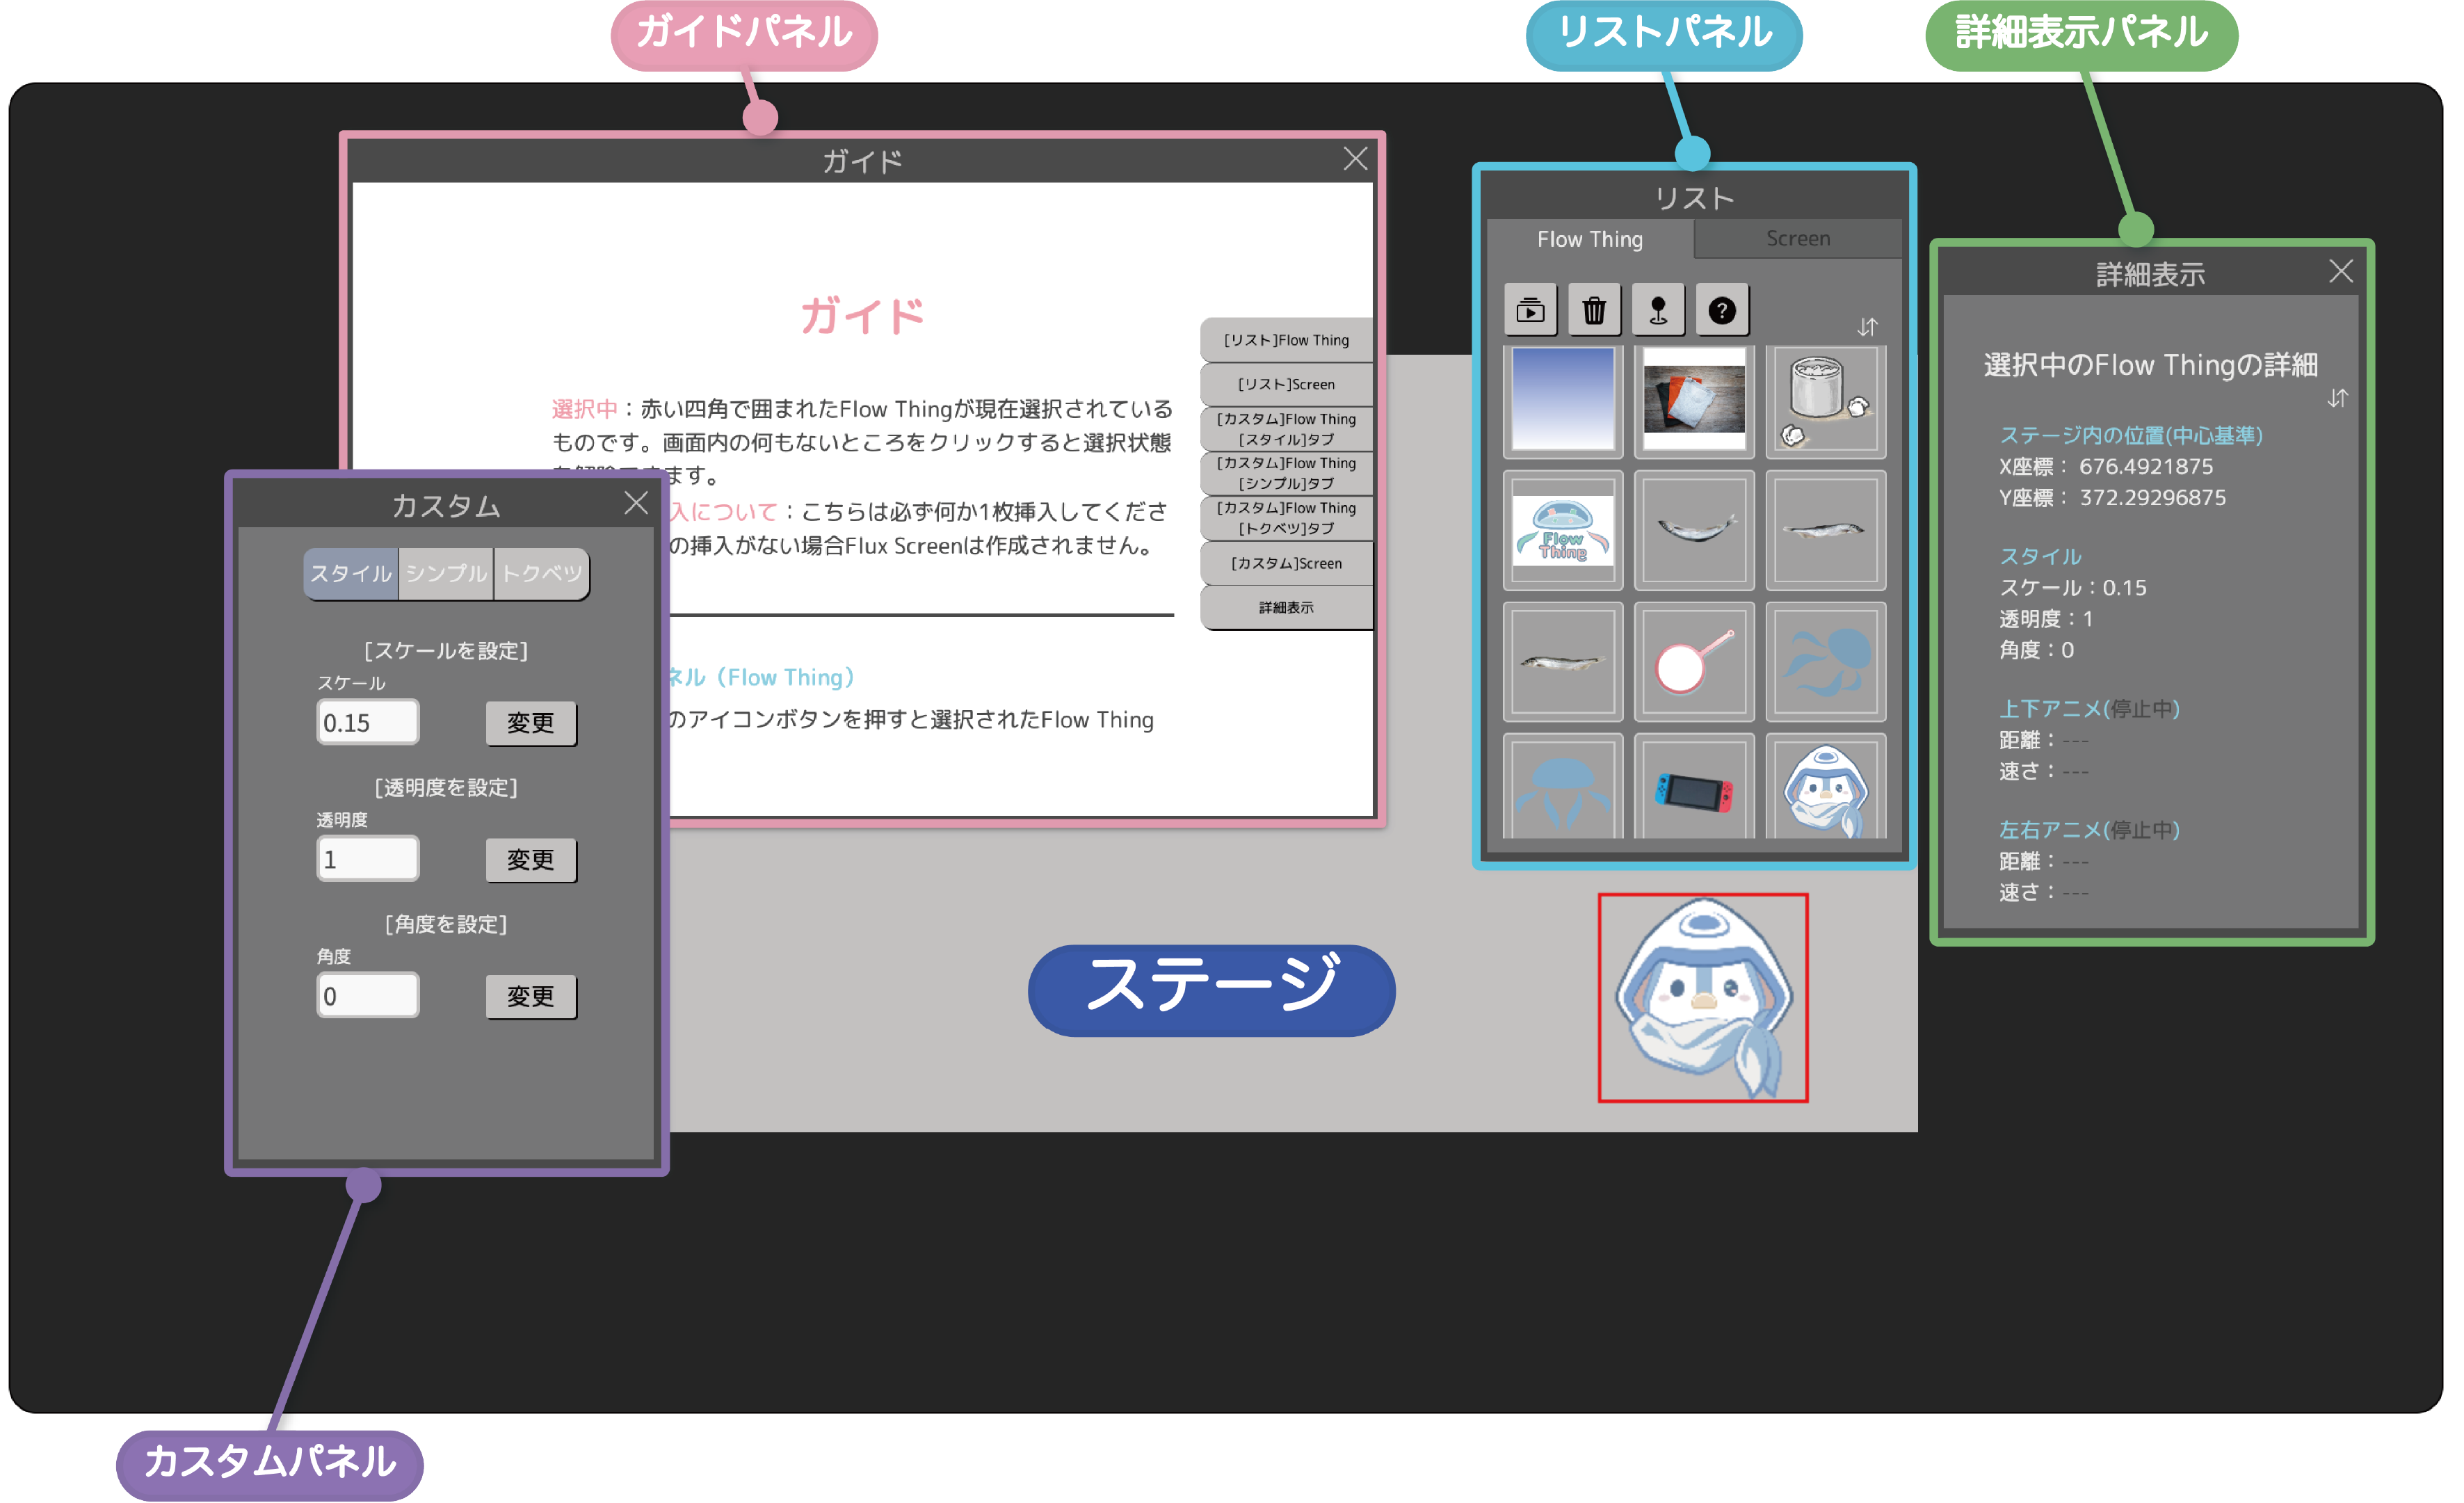 ガイドパネル
リストパネル
詳細表示パネル
ガイド
ガイド
選択中：赤い四角で囲まれたFlow Thingが現在選択されている
ものです。画面内の何もないところをクリックすると選択状態
ます。
入について：こちらは必ず何か1枚挿入してくださ
の挿入がない場合Flux Screenは作成されません。
ネル（Flow Thing）
のアイコンボタンを押すと選択されたFlow Thing
[リスト]Flow Thing
[リスト]Screen
[カスタム]Flow Thing
[スタイル]タブ
[カスタム]Flow Thing
[シンプル]タブ
[カスタム]Flow Thing
[トクベツ]タブ
[カスタム]Screen
詳細表示
リスト
Flow Thing
Screen
?
Flow
Thing
詳細表示
選択中のFlow Thingの詳細
ステージ内の位置(中心基準)
X座標： 676.4921875
Y座標： 372.29296875
スタイル
スケール：0.15
透明度：1
角度：0
上下アニメ(停止中)
距離：---
速さ：---
左右アニメ(停止中)
距離：---
速さ：---
カスタム
スタイル シンプル トクベツ
[スケールを設定]
スケール
0.15 変更
[透明度を設定]
透明度
1 変更
[角度を設定]
角度
0 変更
ステージ
カスタムパネル